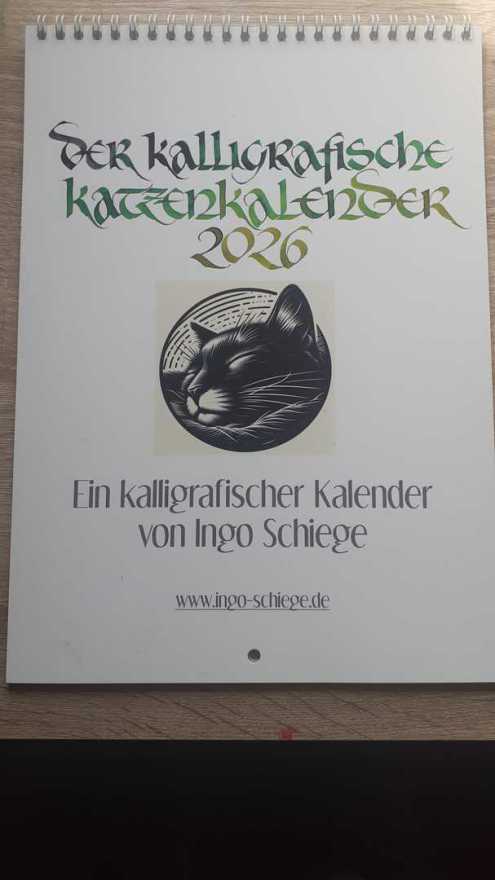 Der kalligrafische
Katzenkalender
2026
Ein kalligrafischer Kalender
von Ingo Schiege
www.ingo-schiege.de